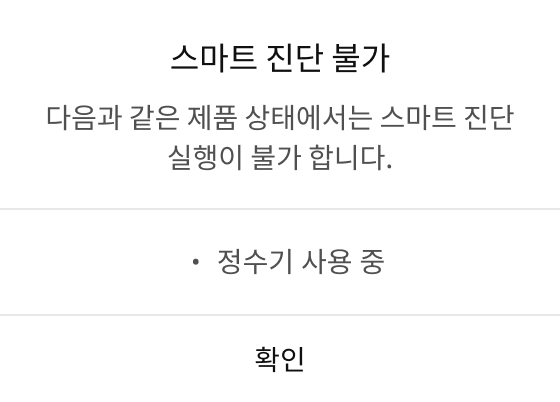 스마트 진단 불가
다음과 같은 제품 상태에서는 스마트 진단
실행이 불가 합니다.
• 정수기 사용 중
확인